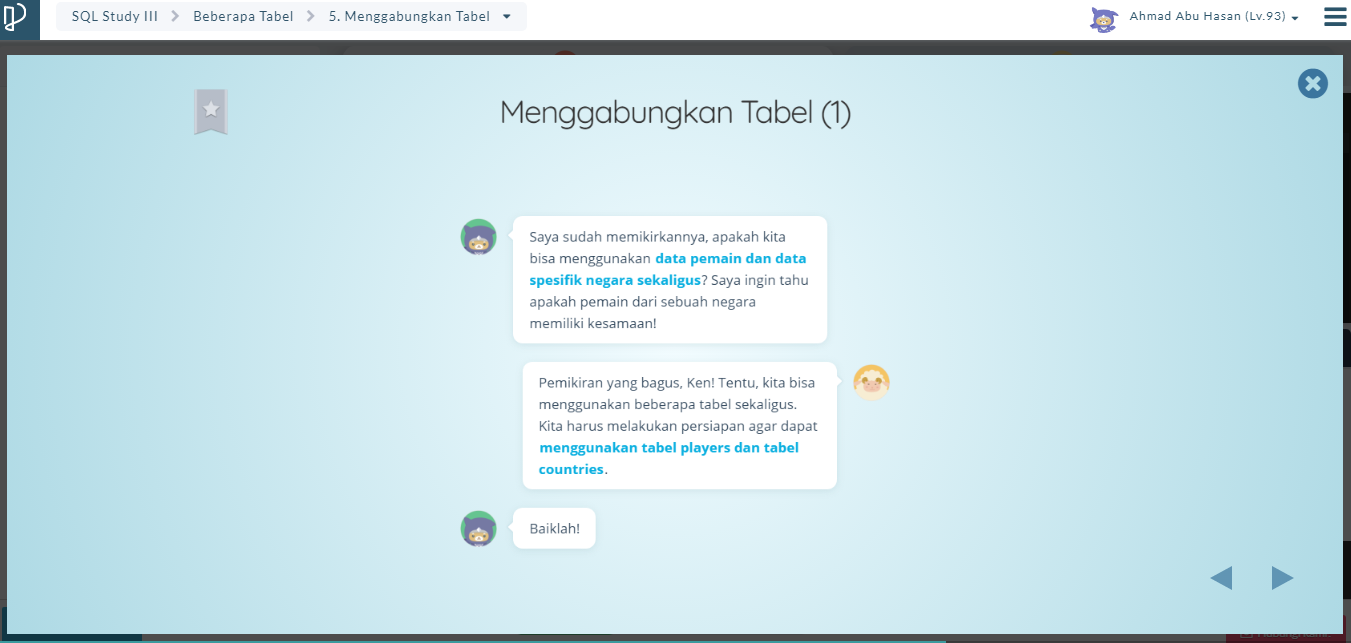 SQL Study III
Beberapa Tabel
5. Menggabungkan Tabel
Ahmad Abu Hasan (Lv.93)
Menggabungkan Tabel (1)
Saya sudah memikirkannya, apakah kita
bisa menggunakan data pemain dan data
spesifik negara sekaligus? Saya ingin tahu
apakah pemain dari sebuah negara
memiliki kesamaan!
Pemikiran yang bagus, Ken! Tentu, kita bisa
menggunakan beberapa tabel sekaligus.
Kita harus melakukan persiapan agar dapat
menggunakan tabel players dan tabel
countries.
Baiklah!